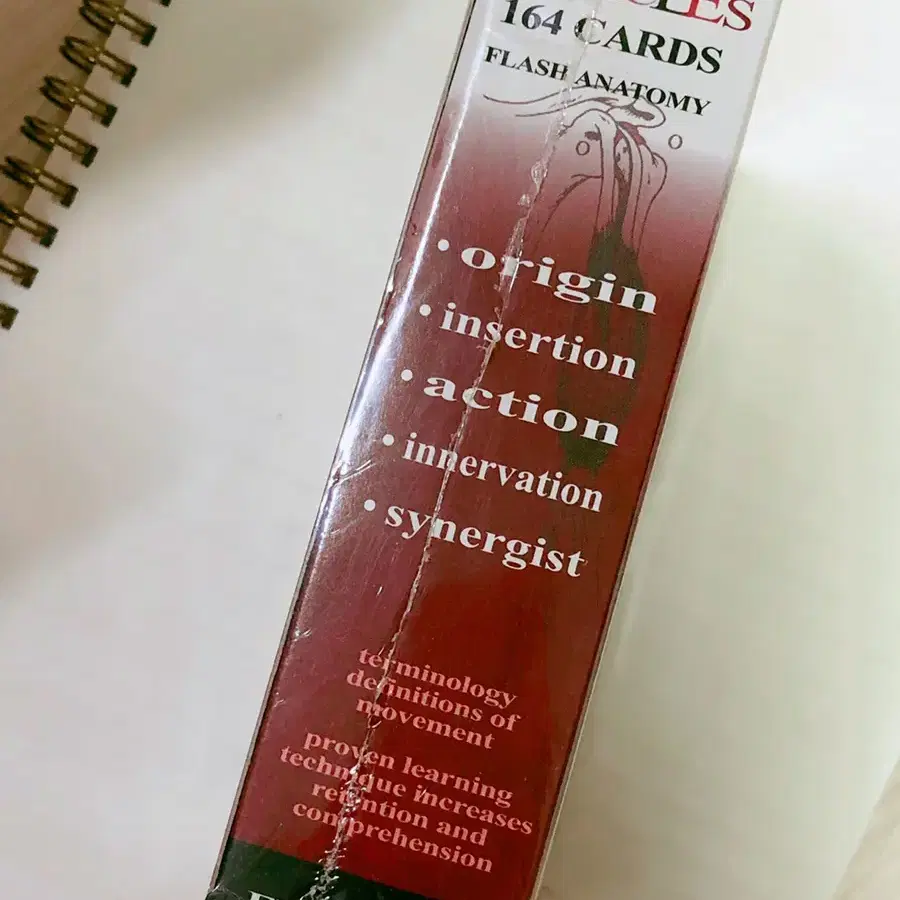 164 CARDS
FLASH ANATOMY
• origin
• insertion
• action
• innervation
• synergist
terminology
definitions of
movement
proven learning
technique increases
retention and
comprehension